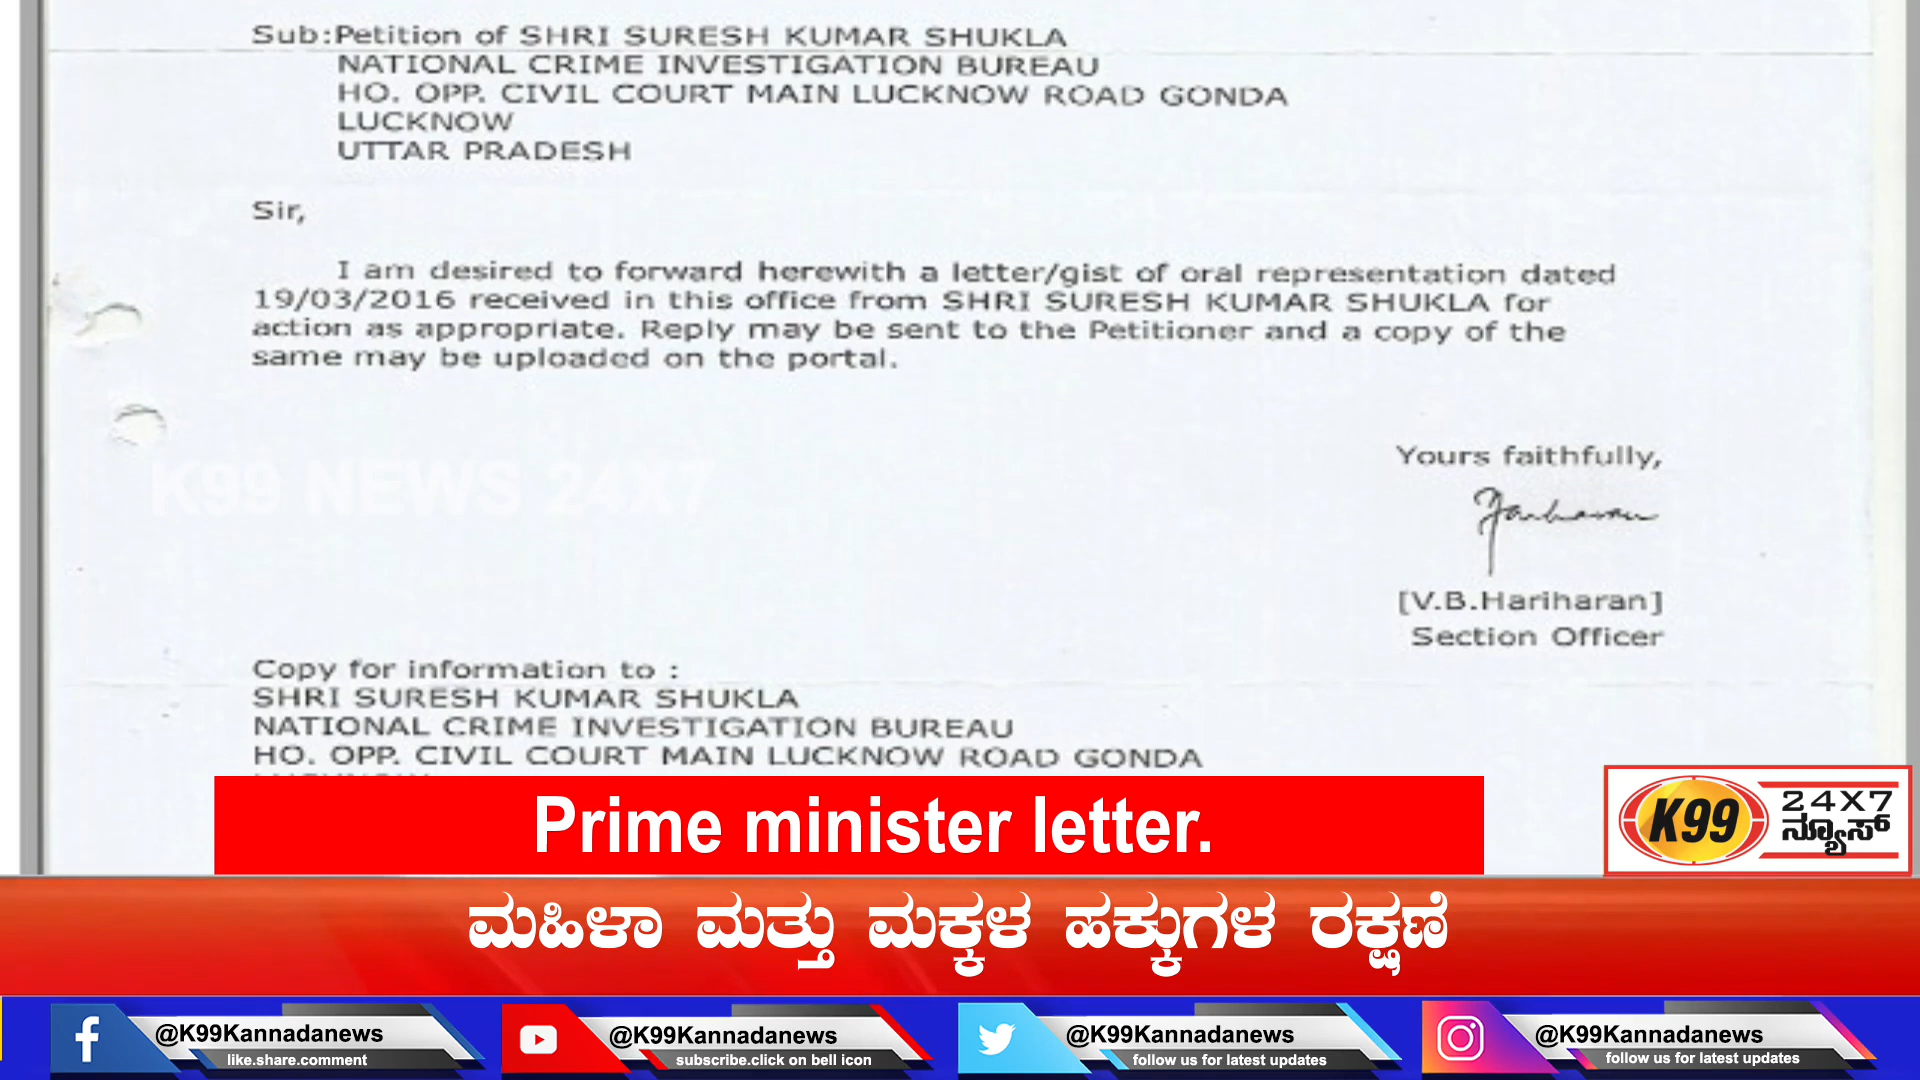 Sub:Petition of SHRI SURESH KUMAR SHUKLA
NATIONAL CRIME INVESTIGATION BUREAU
HO. OPP. CIVIL COURT MAIN LUCKNOW ROAD GONDA
LUCKNOW
UTTAR PRADESH
Sir,
I am desired to forward herewith a letter/gist of oral representation dated
19/03/2016 received in this office from SHRI SURESH KUMAR SHUKLA for
action as appropriate. Reply may be sent to the Petitioner and a copy of the
same may be uploaded on the portal.
K99 NEWS 24X7
Yours faithfully,
[V.B.Hariharan]
Section Officer
Copy for information to :
SHRI SURESH KUMAR SHUKLA
NATIONAL CRIME INVESTIGATION BUREAU
HO. OPP. CIVIL COURT MAIN LUCKNOW ROAD GONDA
Prime minister letter.
K99 24X7 ನ್ಯೂಸ್
ಮಹಿಳಾ ಮತ್ತು ಮಕ್ಕಳ ಹಕ್ಕುಗಳ ರಕ್ಷಣೆ
@K99Kannadanews
like.share.comment
@K99Kannadanews
subscribe.click on bell icon
@K99Kannadanews
follow us for latest updates
@K99Kannadanews
follow us for latest updates